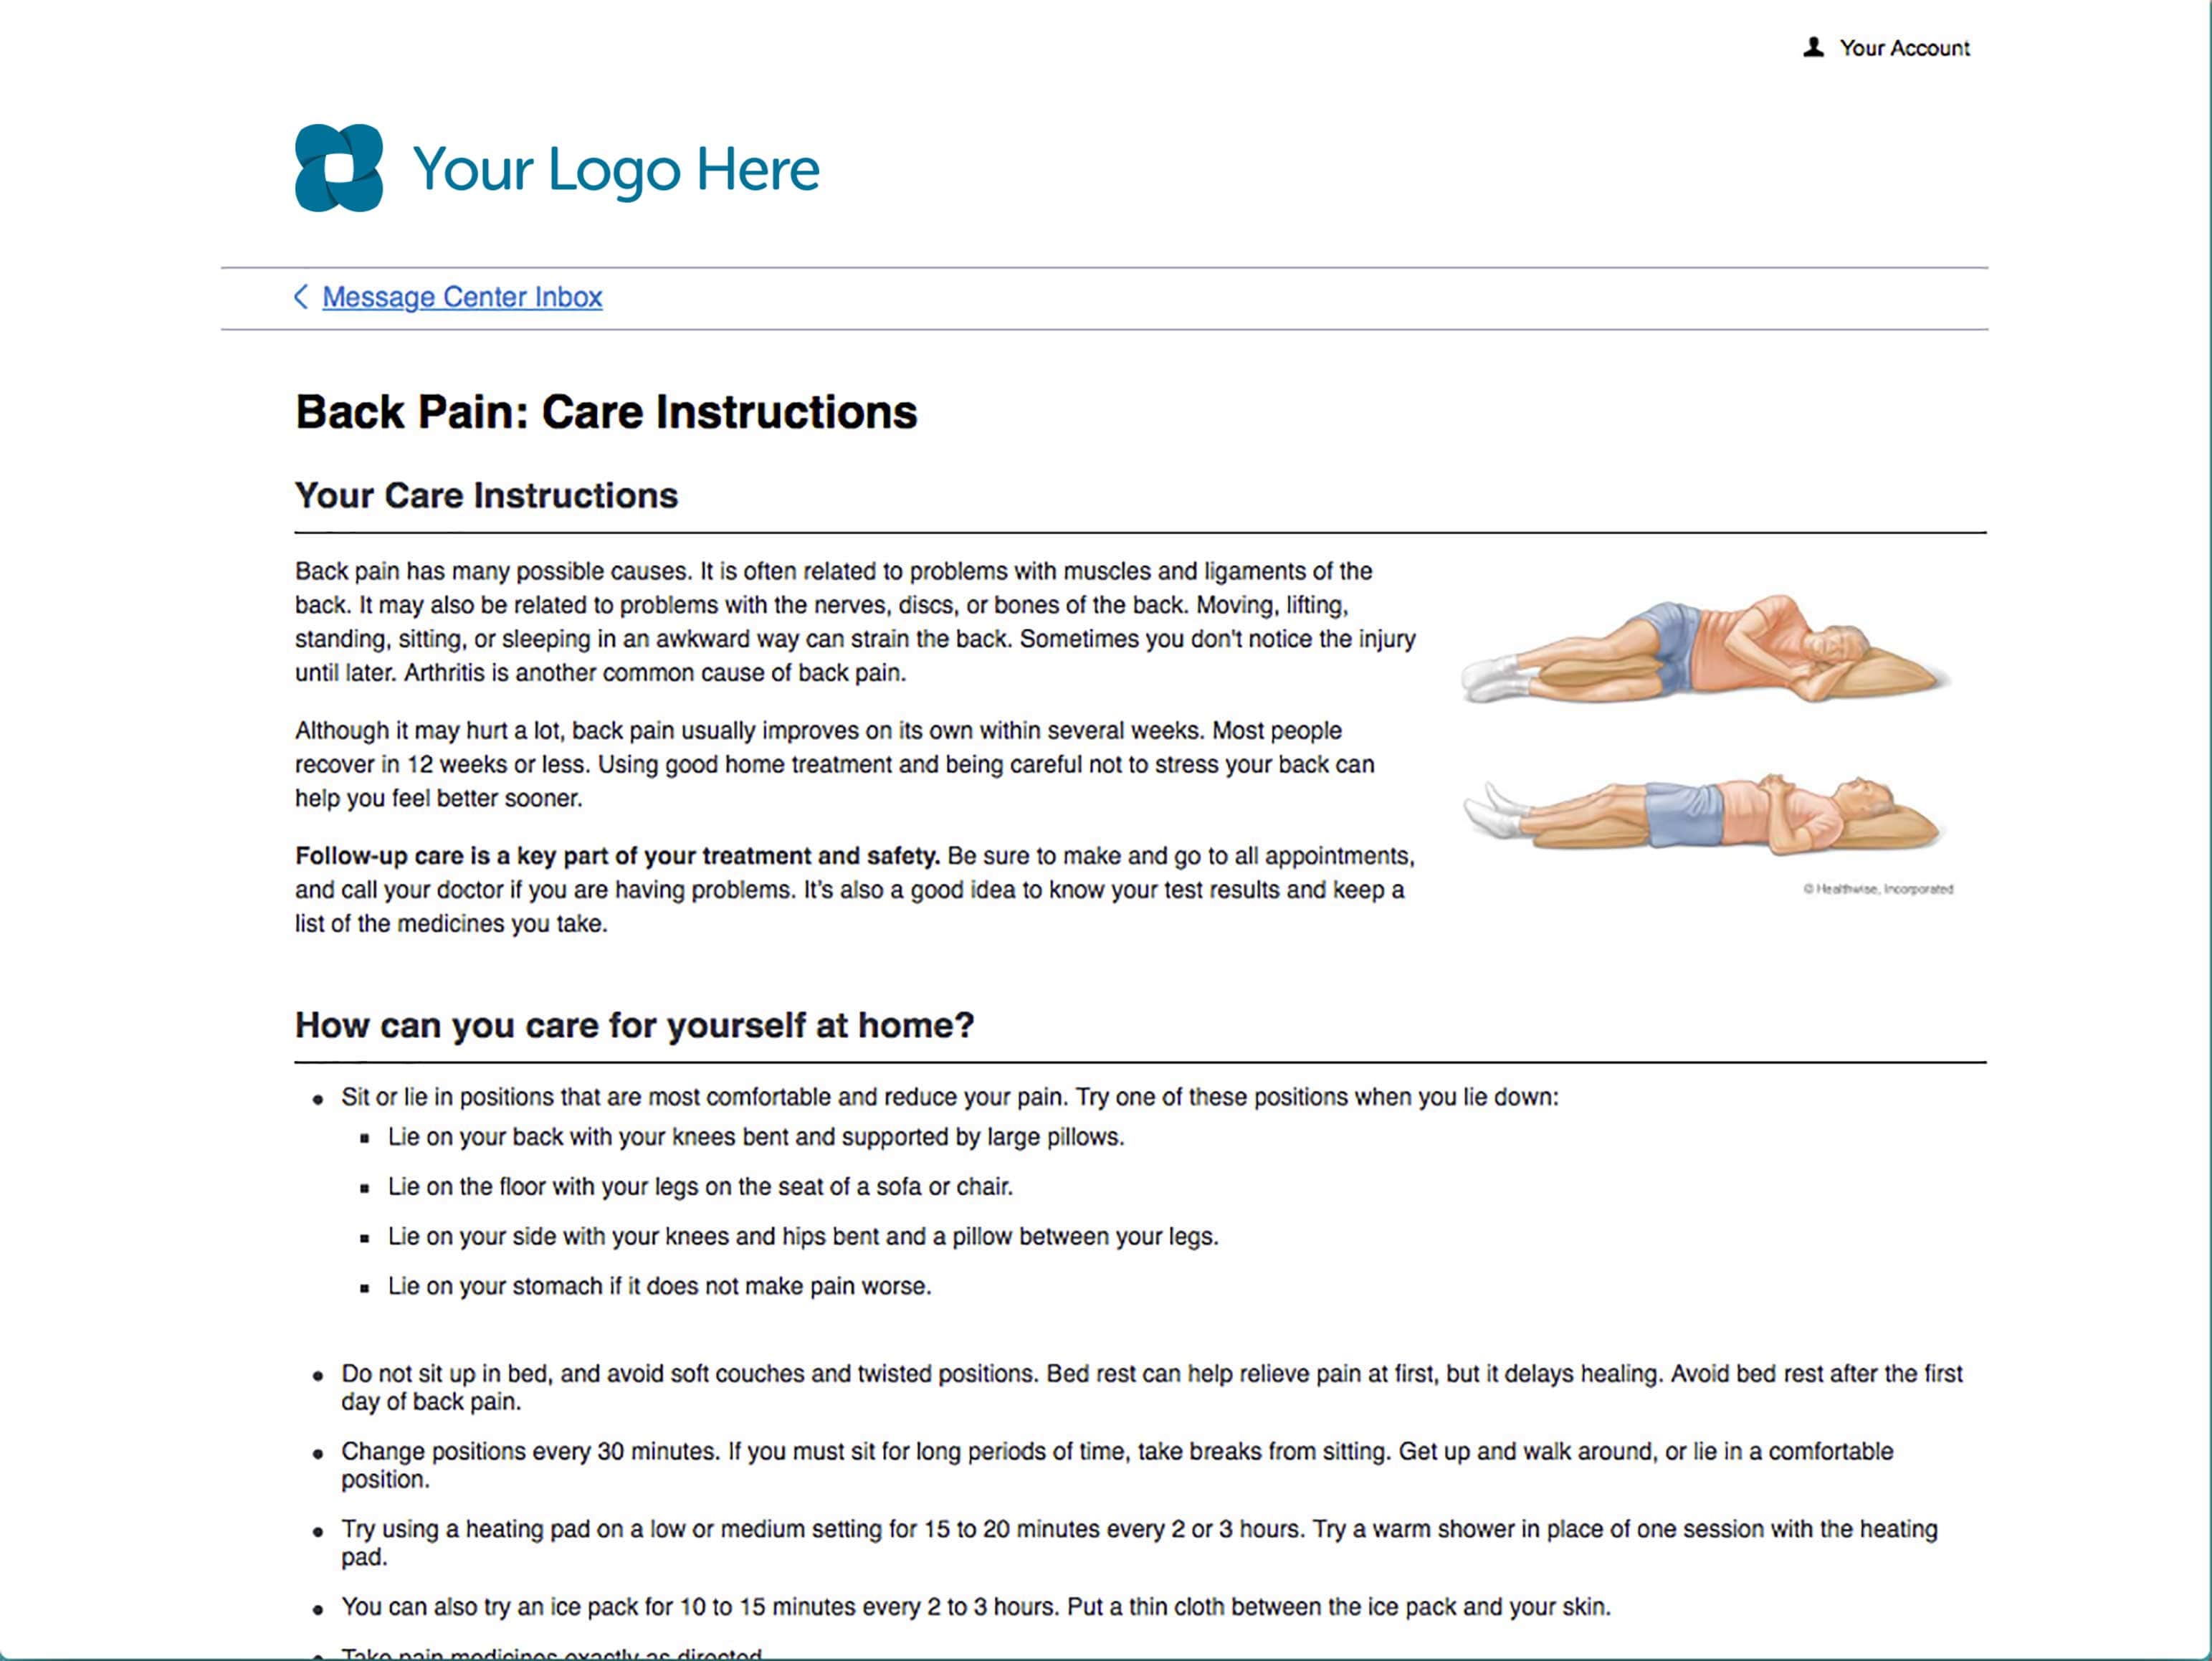 Your Account
Your Logo Here
Message Center Inbox
Back Pain: Care Instructions
Your Care Instructions
Back pain has many possible causes. It is often related to problems with muscles and ligaments of the
back. It may also be related to problems with the nerves, discs, or bones of the back. Moving, lifting,
standing, sitting, or sleeping in an awkward way can strain the back. Sometimes you don't notice the injury
until later. Arthritis is another common cause of back pain.
Although it may hurt a lot, back pain usually improves on its own within several weeks. Most people
recover in 12 weeks or less. Using good home treatment and being careful not to stress your back can
help you feel better sooner.
Follow-up care is a key part of your treatment and safety. Be sure to make and go to all appointments,
and call your doctor if you are having problems. It’s also a good idea to know your test results and keep a
list of the medicines you take.
© Healthwise, Incorporated
How can you care for yourself at home?
Sit or lie in positions that are most comfortable and reduce your pain. Try one of these positions when you lie down:
Lie on your back with your knees bent and supported by large pillows.
Lie on the floor with your legs on the seat of a sofa or chair.
Lie on your side with your knees and hips bent and a pillow between your legs.
Lie on your stomach if it does not make pain worse.
Do not sit up in bed, and avoid soft couches and twisted positions. Bed rest can help relieve pain at first, but it delays healing. Avoid bed rest after the first
day of back pain.
Change positions every 30 minutes. If you must sit for long periods of time, take breaks from sitting. Get up and walk around, or lie in a comfortable
position.
Try using a heating pad on a low or medium setting for 15 to 20 minutes every 2 or 3 hours. Try a warm shower in place of one session with the heating
pad.
You can also try an ice pack for 10 to 15 minutes every 2 to 3 hours. Put a thin cloth between the ice pack and your skin.
Take pain medicines exactly as directed